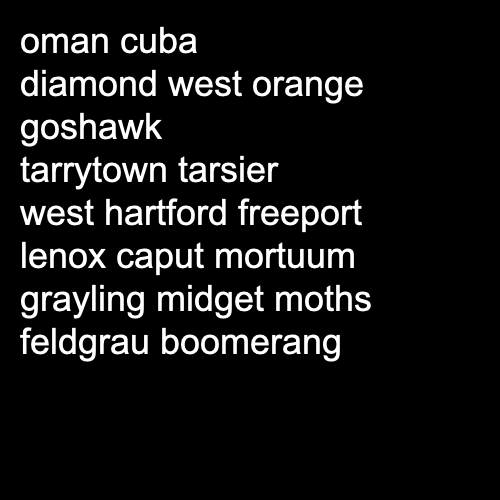 oman cuba
diamond west orange
goshawk
tarrytown tarsier
west hartford freeport
lenox caput mortuum
grayling midget moths
feldgrau boomerang